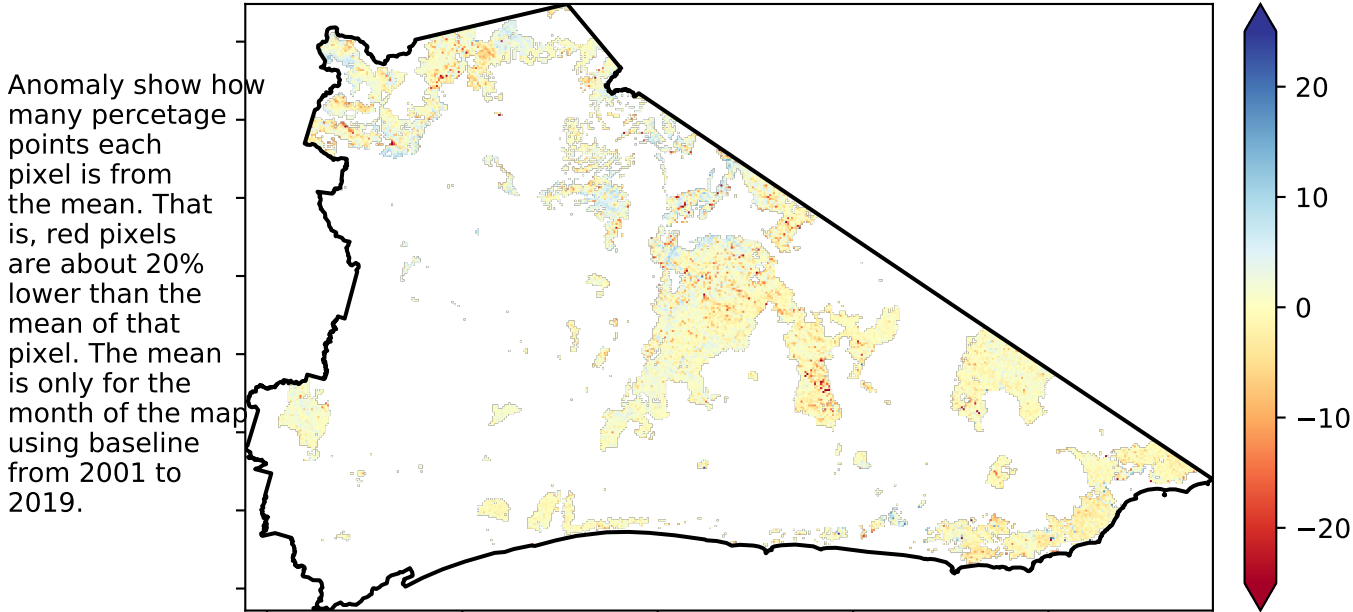 Anomaly show how
many percetage
points each
pixel is from
the mean. That
is, red pixels
are about 20%
lower than the
mean of that
pixel. The mean
is only for the
month of the map
using baseline
from 2001 to
2019.
20
10
0
−10
−20